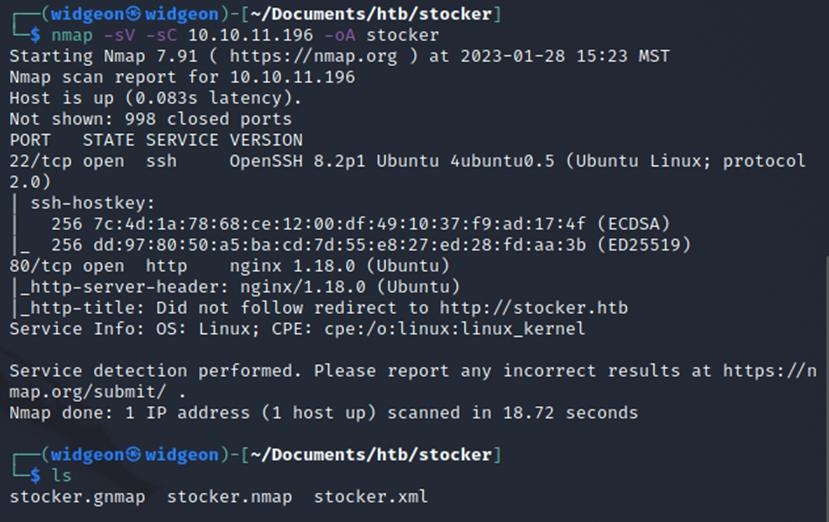 ┌──(widgeon㉿widgeon)-[~/Documents/htb/stocker]
└─$ nmap -sV -sC 10.10.11.196 -oA stocker
Starting Nmap 7.91 ( https://nmap.org ) at 2023-01-28 15:23 MST
Nmap scan report for 10.10.11.196
Host is up (0.083s latency).
Not shown: 998 closed ports
PORT   STATE SERVICE VERSION
22/tcp open  ssh     OpenSSH 8.2p1 Ubuntu 4ubuntu0.5 (Ubuntu Linux; protocol
2.0)
| ssh-hostkey:
|   256 7c:4d:1a:78:68:ce:12:00:df:49:10:37:f9:ad:17:4f (ECDSA)
|_  256 dd:97:80:50:a5:ba:cd:7d:55:e8:27:ed:28:fd:aa:3b (ED25519)
80/tcp open  http    nginx 1.18.0 (Ubuntu)
|_http-server-header: nginx/1.18.0 (Ubuntu)
|_http-title: Did not follow redirect to http://stocker.htb
Service Info: OS: Linux; CPE: cpe:/o:linux:linux_kernel

Service detection performed. Please report any incorrect results at https://n
map.org/submit/ .
Nmap done: 1 IP address (1 host up) scanned in 18.72 seconds

┌──(widgeon㉿widgeon)-[~/Documents/htb/stocker]
└─$ ls
stocker.gnmap  stocker.nmap  stocker.xml